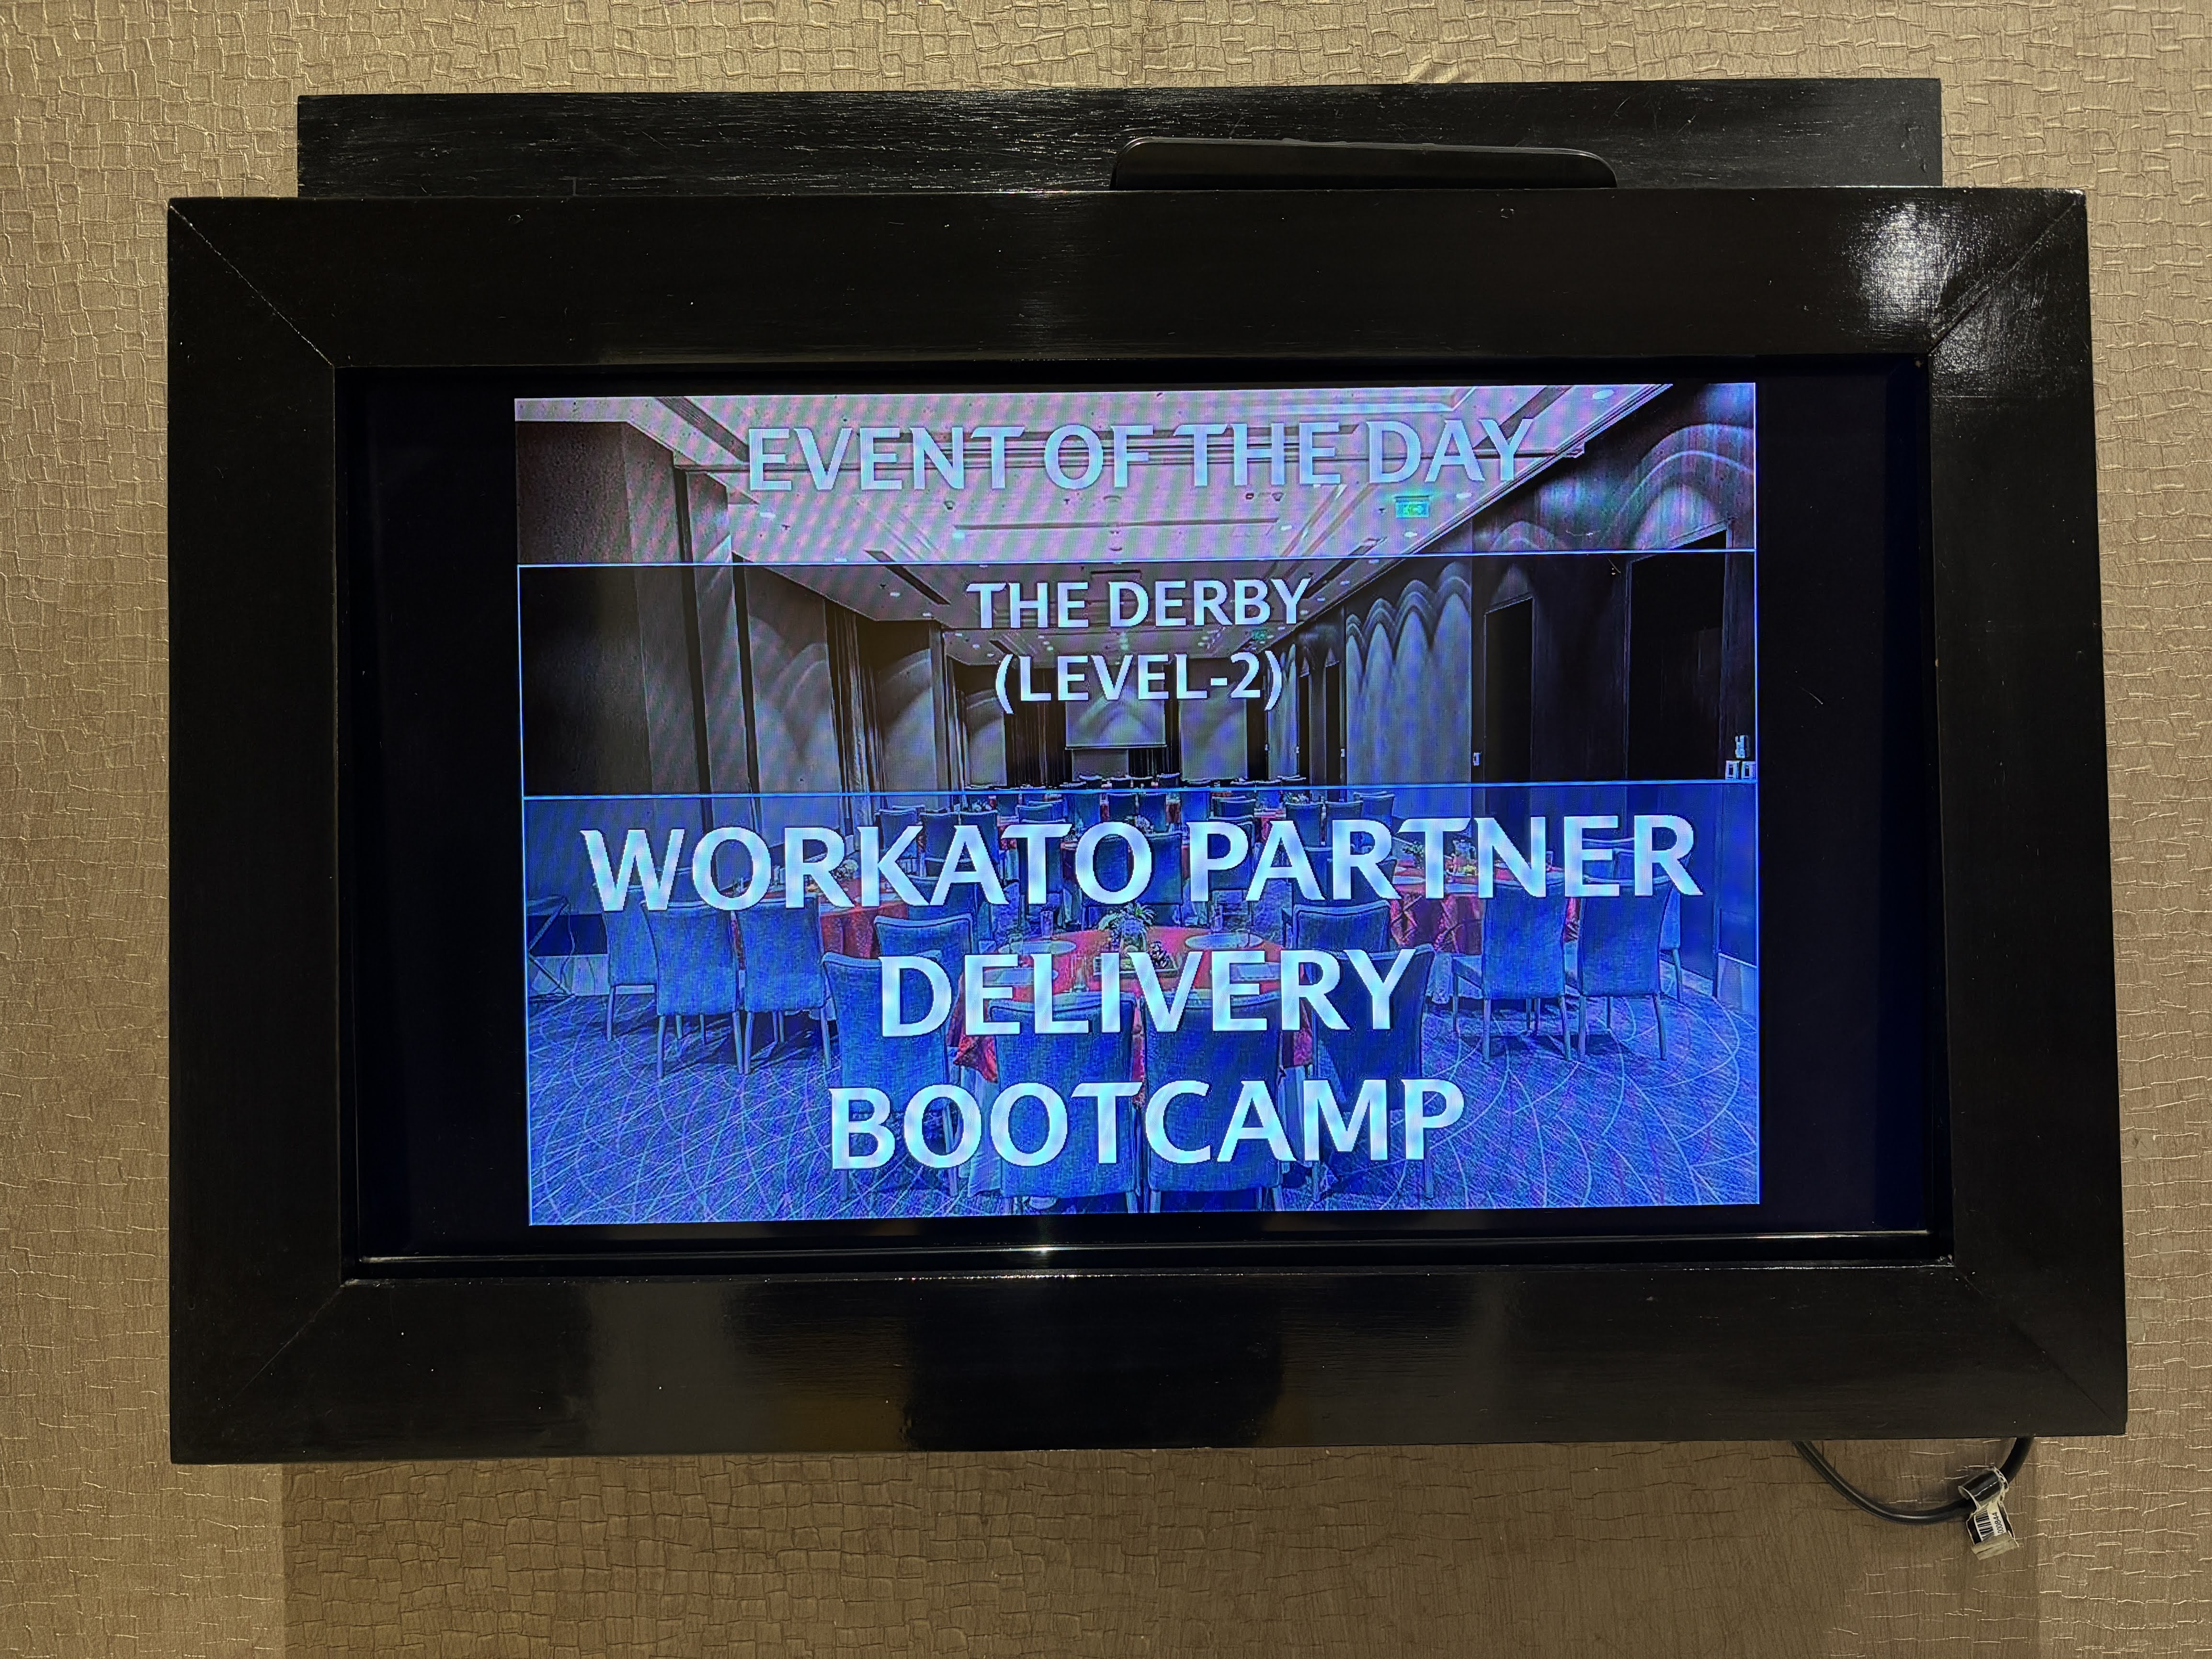 EVENT OF THE DAY
THE DERBY
(LEVEL-2)
WORKATO PARTNER
DELIVERY
BOOTCAMP